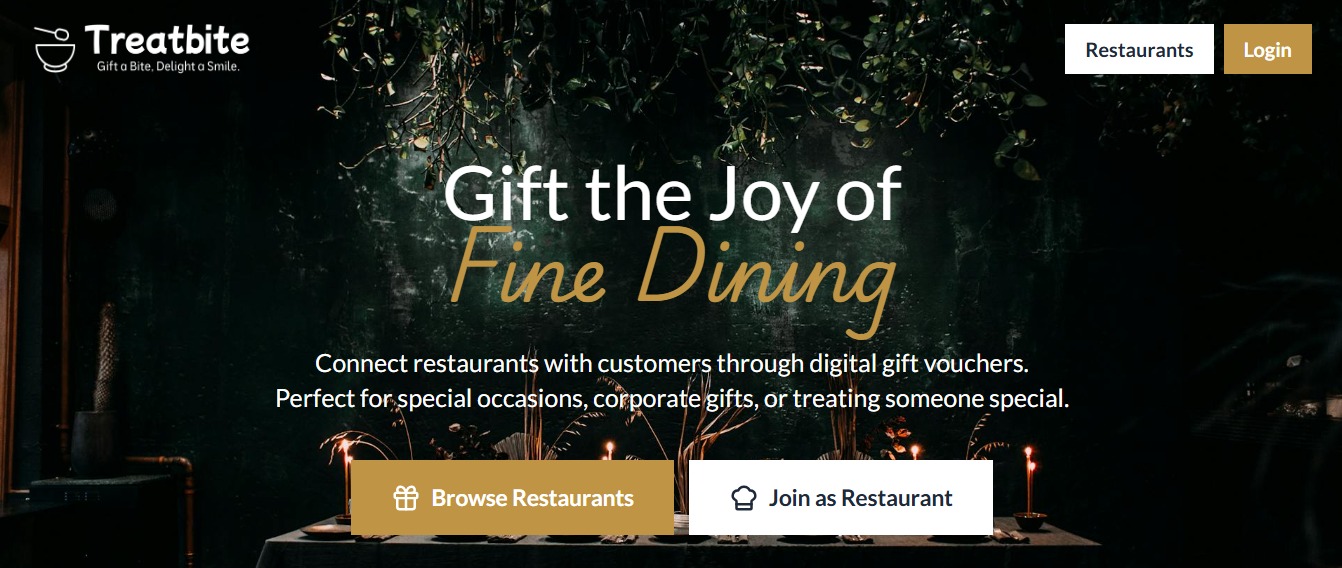 Treatbite
Gift a Bite, Delight a Smile.
Restaurants
Login
Gift the Joy of
Fine Dining
Connect restaurants with customers through digital gift vouchers.
Perfect for special occasions, corporate gifts, or treating someone special.
Browse Restaurants
Join as Restaurant